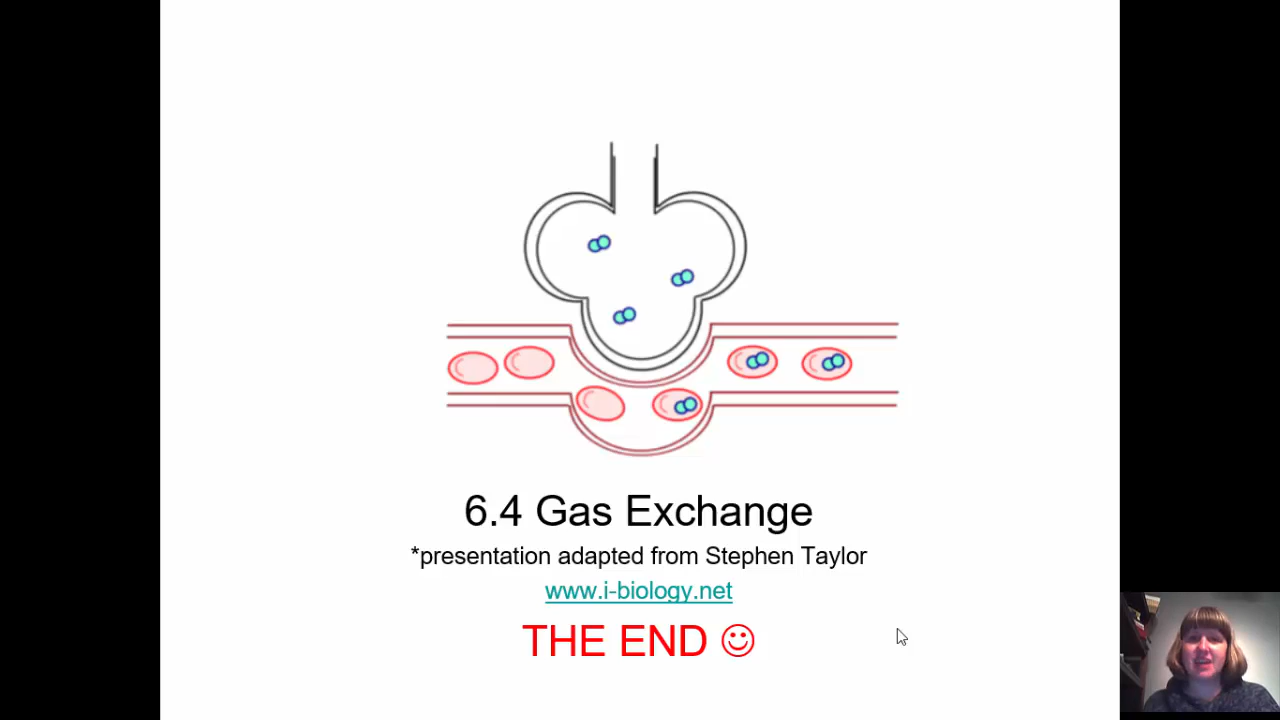 6.4 Gas Exchange
*presentation adapted from Stephen Taylor
www.i-biology.net
THE END ☺